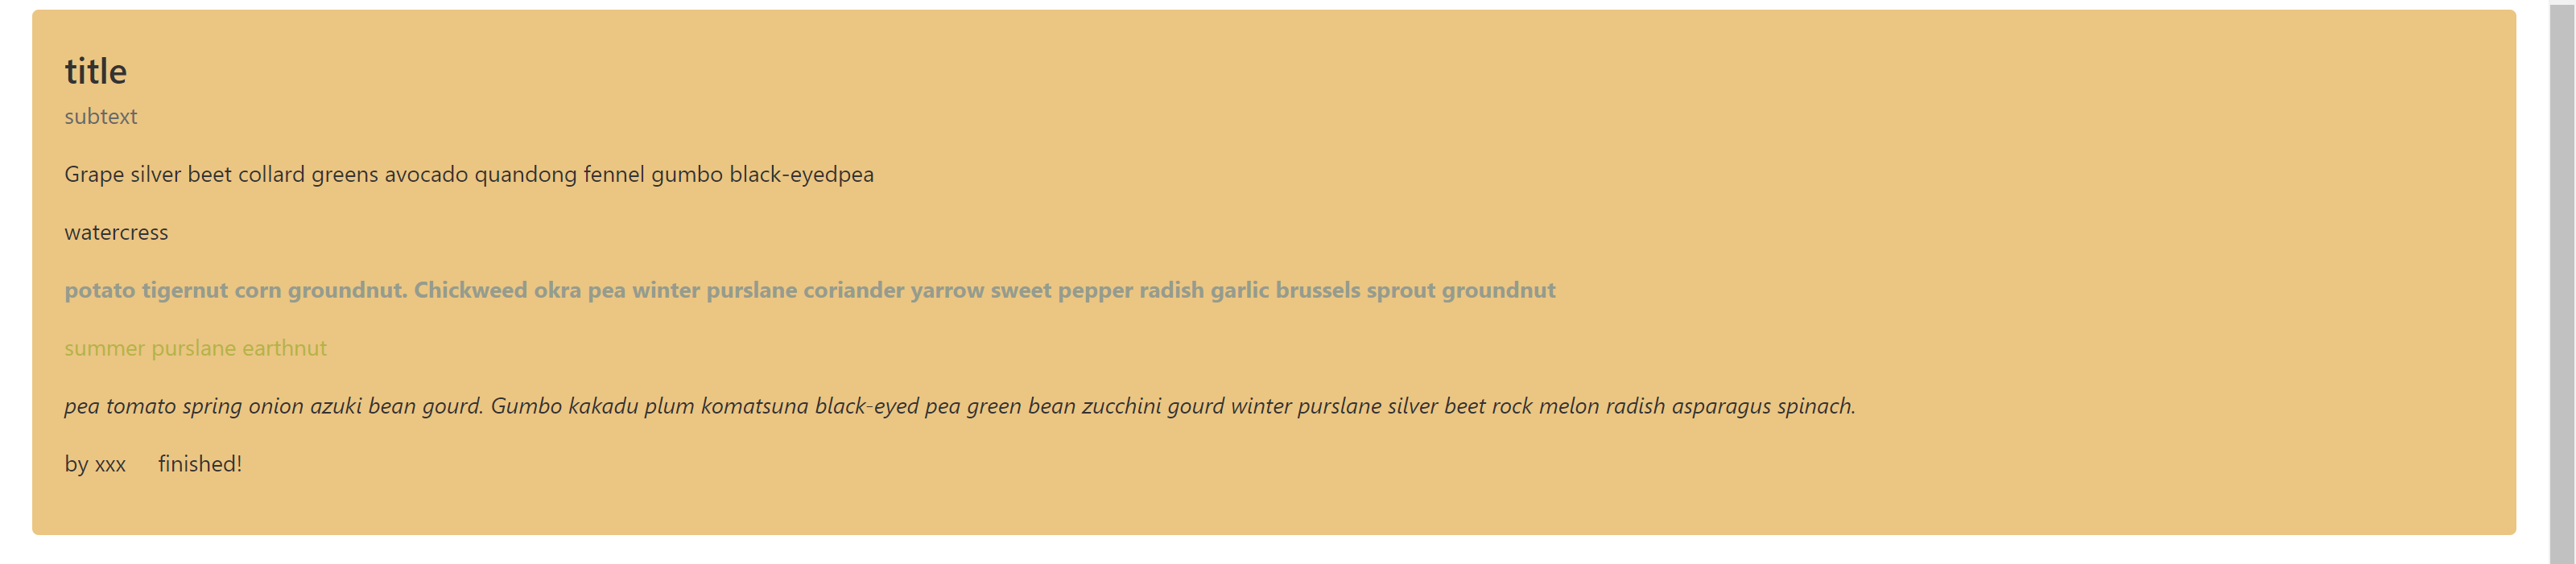 title
subtext
Grape silver beet collard greens avocado quandong fennel gumbo black-eyedpea
watercress
potato tigernut corn groundnut. Chickweed okra pea winter purslane coriander yarrow sweet pepper radish garlic brussels sprout groundnut
summer purslane earthnut
pea tomato spring onion azuki bean gourd. Gumbo kakadu plum komatsuna black-eyed pea green bean zucchini gourd winter purslane silver beet rock melon radish asparagus spinach.
by xxx finished!